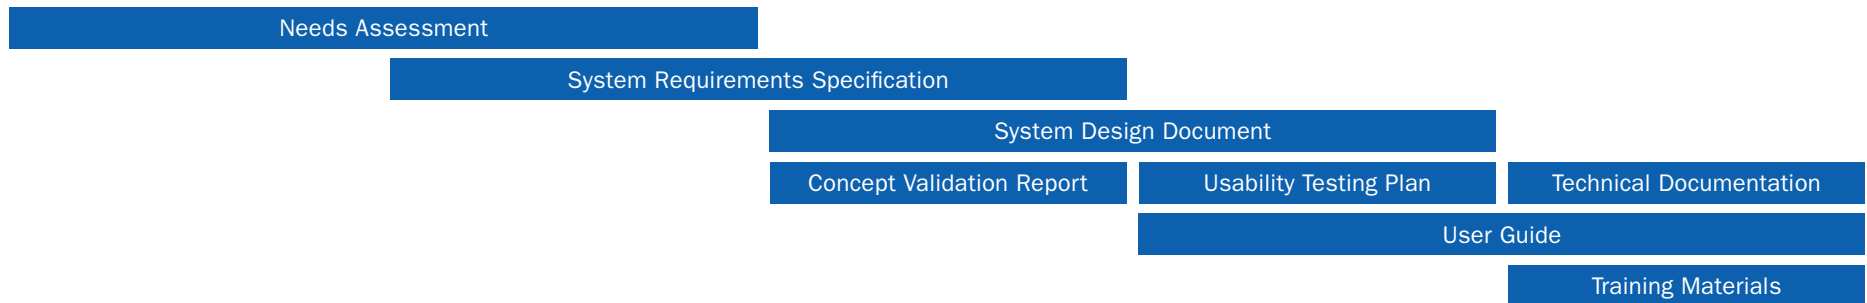 Needs Assessment
System Requirements Specification
System Design Document
Concept Validation Report
Usability Testing Plan
Technical Documentation
User Guide
Training Materials